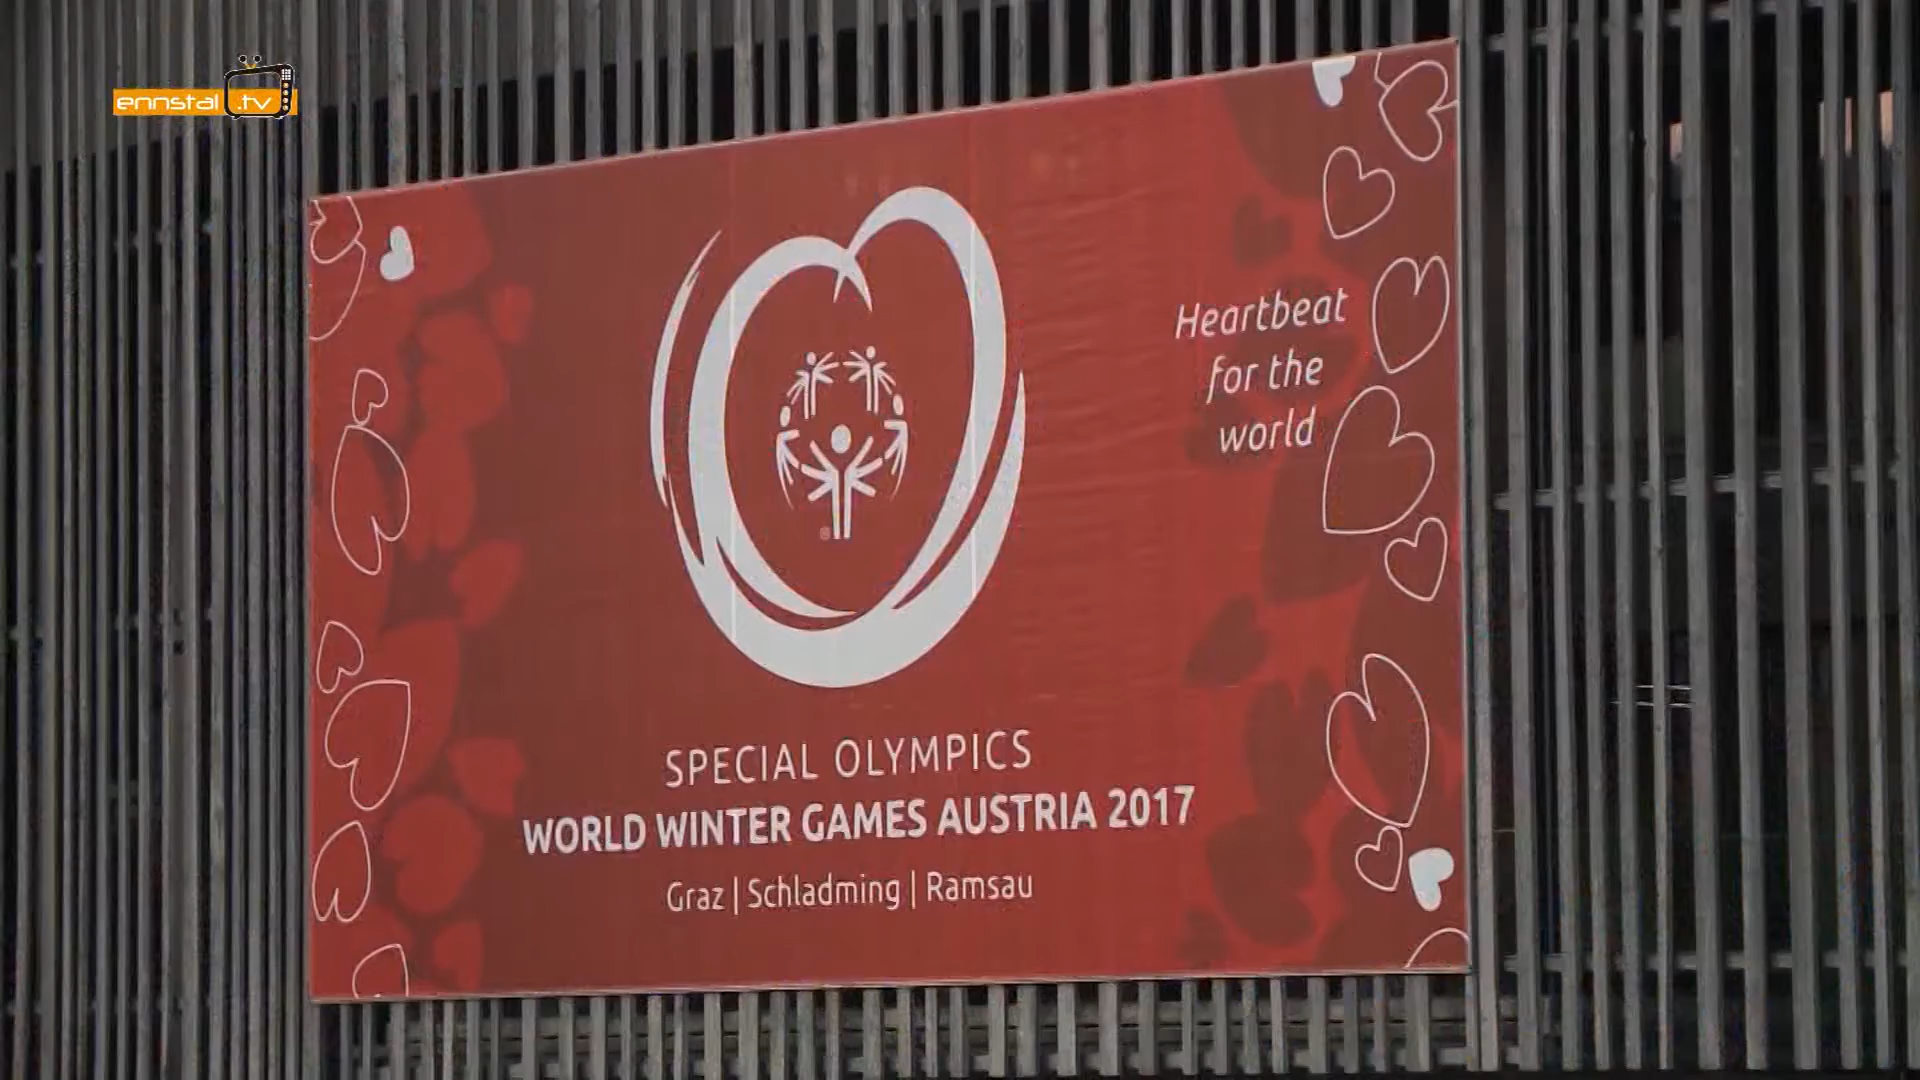 ennstal .tv
Heartbeat
for the
world
SPECIAL OLYMPICS
WORLD WINTER GAMES AUSTRIA 2017
Graz | Schladming | Ramsau